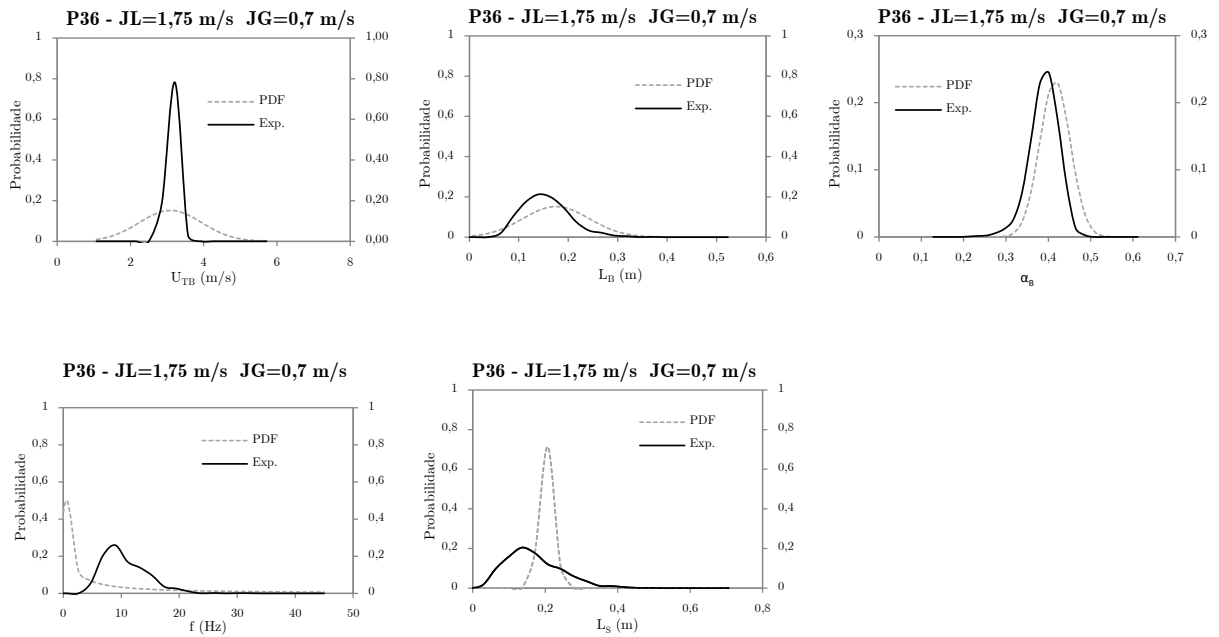 P36 - JL=1,75 m/s JG=0,7 m/s
1
0,8
0,6
0,4
0,2
0
1,00
0,80
0,60
0,40
0,20
0,00
Probabilidade
PDF
Exp.
0 2 4 6 8
U_TB (m/s)
P36 - JL=1,75 m/s JG=0,7 m/s
1
0,8
0,6
0,4
0,2
0
1
0,8
0,6
0,4
0,2
0
Probabilidade
PDF
Exp.
0 0,1 0,2 0,3 0,4 0,5 0,6
L_B (m)
P36 - JL=1,75 m/s JG=0,7 m/s
0,3
0,2
0,1
0
0,3
0,2
0,1
0
Probabilidade
PDF
Exp.
0 0,1 0,2 0,3 0,4 0,5 0,6 0,7
α_B
P36 - JL=1,75 m/s JG=0,7 m/s
1
0,8
0,6
0,4
0,2
0
1
0,8
0,6
0,4
0,2
0
Probabilidade
PDF
Exp.
0 10 20 30 40 50
f (Hz)
P36 - JL=1,75 m/s JG=0,7 m/s
1
0,8
0,6
0,4
0,2
0
1
0,8
0,6
0,4
0,2
0
Probabilidade
PDF
Exp.
0 0,2 0,4 0,6 0,8
L_S (m)